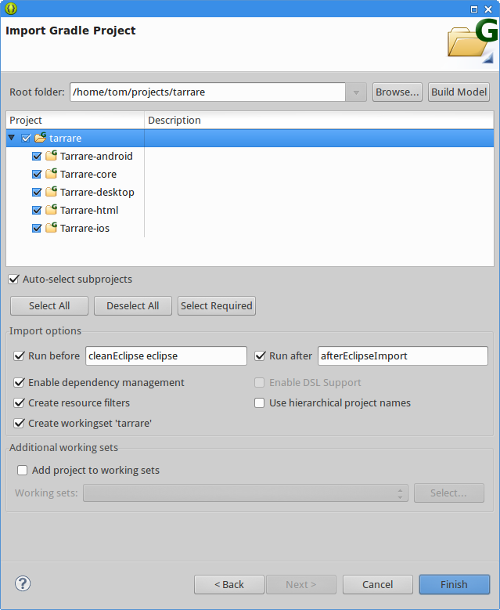 Import Gradle Project
G
Root folder: /home/tom/projects/tarrare Browse... Build Model
Project Description
tarrare
Tarrare-android
Tarrare-core
Tarrare-desktop
Tarrare-html
Tarrare-ios
Auto-select subprojects
Select All Deselect All Select Required
Import options
Run before cleanEclipse eclipse Run after afterEclipseImport
Enable dependency management Enable DSL Support
Create resource filters Use hierarchical project names
Create workingset 'tarrare'
Additional working sets
Add project to working sets
Working sets: Select...
? < Back Next > Cancel Finish